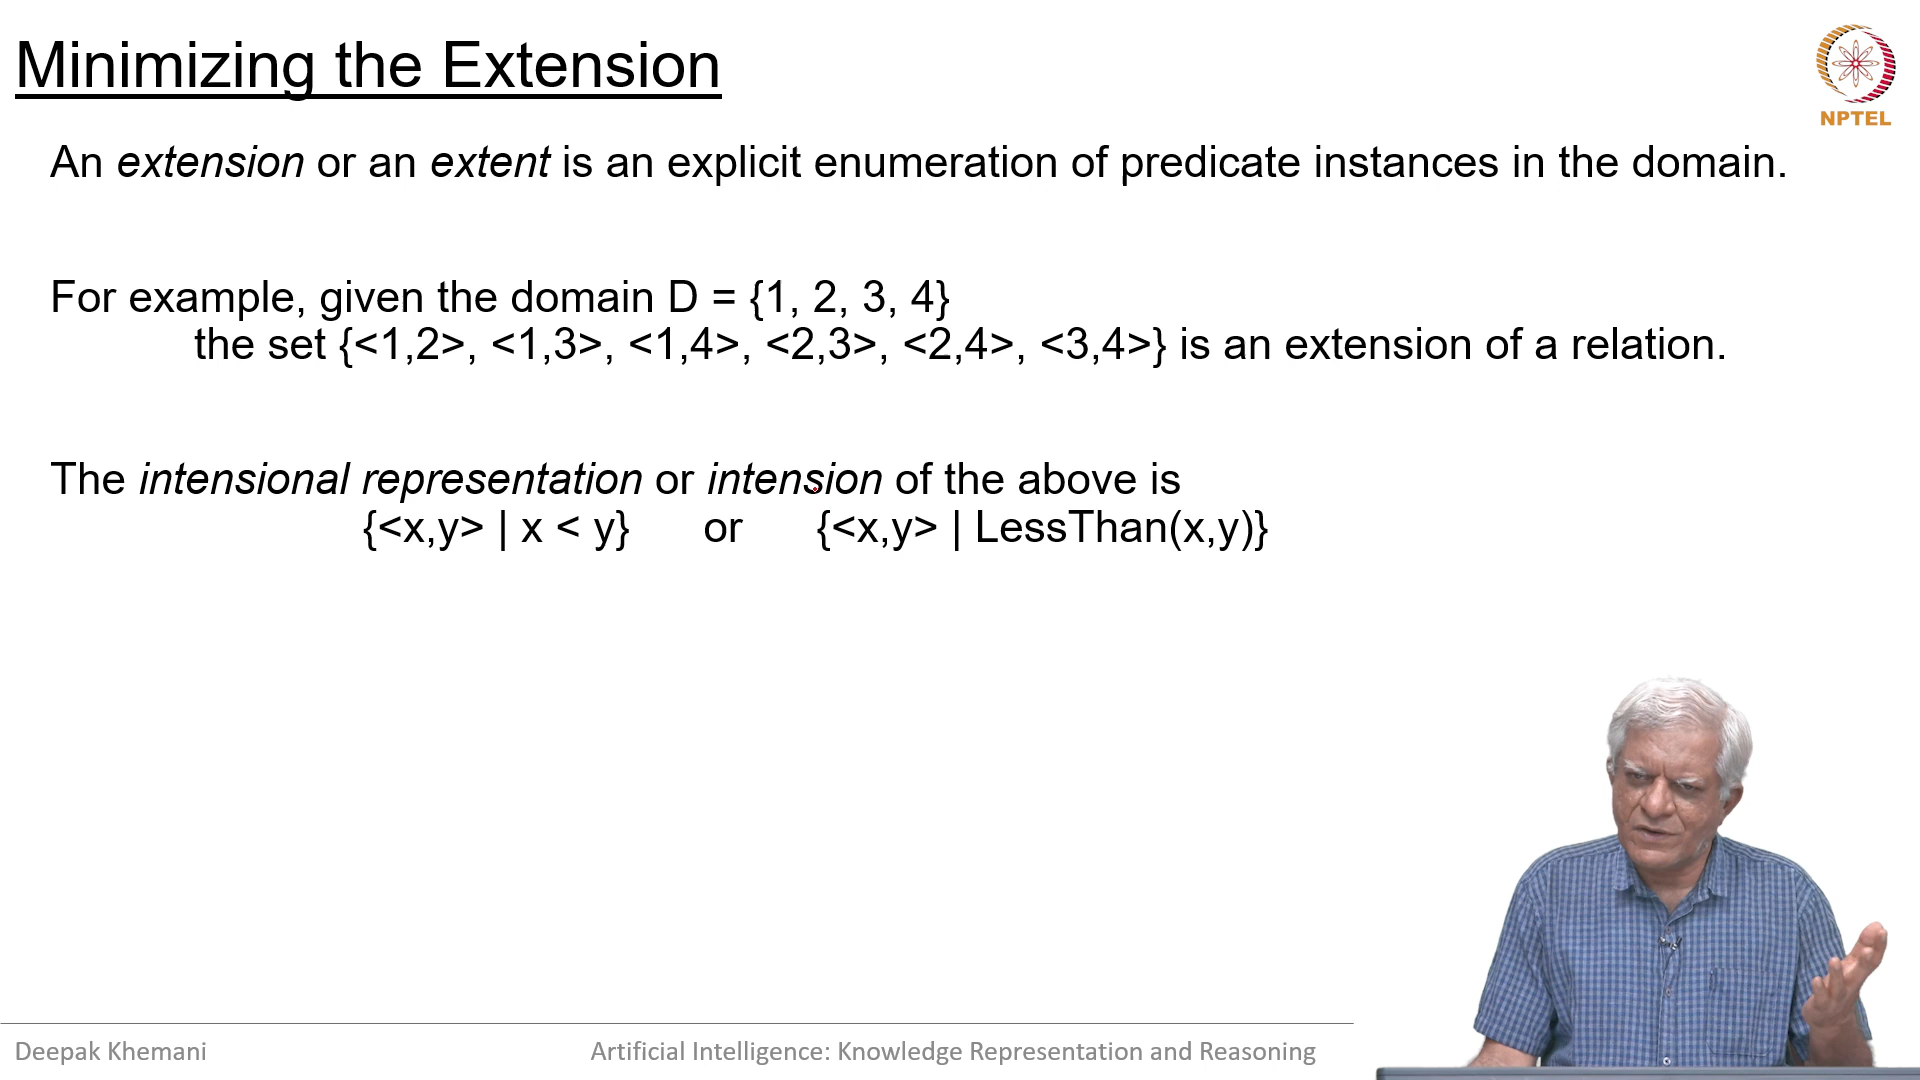 Minimizing the Extension
NPTEL
An extension or an extent is an explicit enumeration of predicate instances in the domain.
For example, given the domain D = {1, 2, 3, 4}
the set {<1,2>, <1,3>, <1,4>, <2,3>, <2,4>, <3,4>} is an extension of a relation.
The intensional representation or intension of the above is
{<x,y> | x < y} or {<x,y> | LessThan(x,y)}
Deepak Khemani
Artificial Intelligence: Knowledge Representation and Reasoning